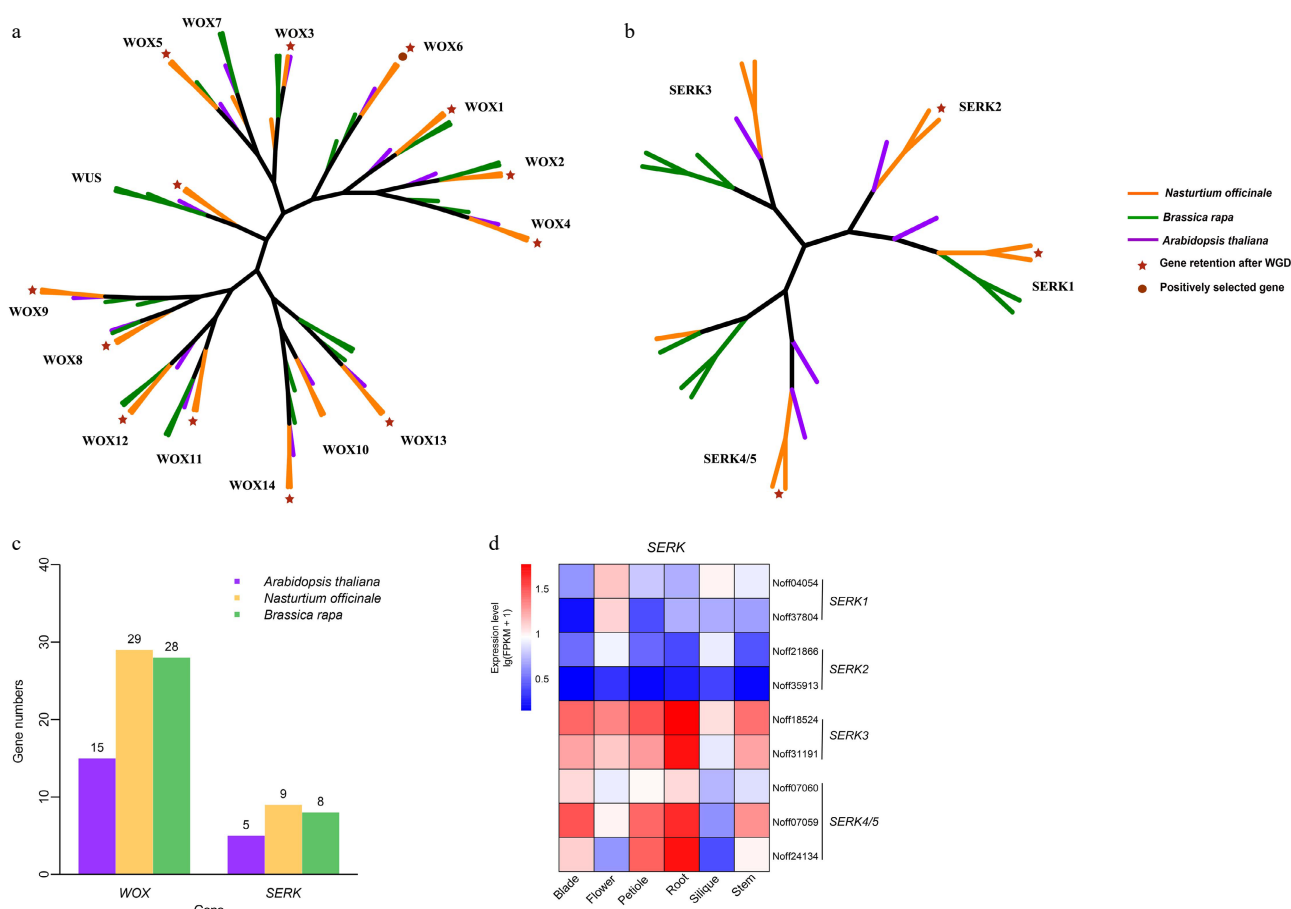 a
WOX7
WOX5
WOX3
WOX6
WOX1
WOX2
WOX4
WUS
WOX9
WOX8
WOX12
WOX11
WOX14
WOX10
WOX13
b
SERK3
SERK2
SERK1
SERK4/5
Nasturtium officinale
Brassica rapa
Arabidopsis thaliana
Gene retention after WGD
Positively selected gene
c
Gene numbers
40
30
20
10
0
Arabidopsis thaliana
Nasturtium officinale
Brassica rapa
15
29
28
5
9
8
WOX
SERK
d
SERK
Expression level
lg(FPKM + 1)
1.5
1
0.5
Noff04054
Noff37804
Noff21866
Noff35913
Noff18524
Noff31191
Noff07060
Noff07059
Noff24134
SERK1
SERK2
SERK3
SERK4/5
Blade
Flower
Petiole
Root
Silique
Stem